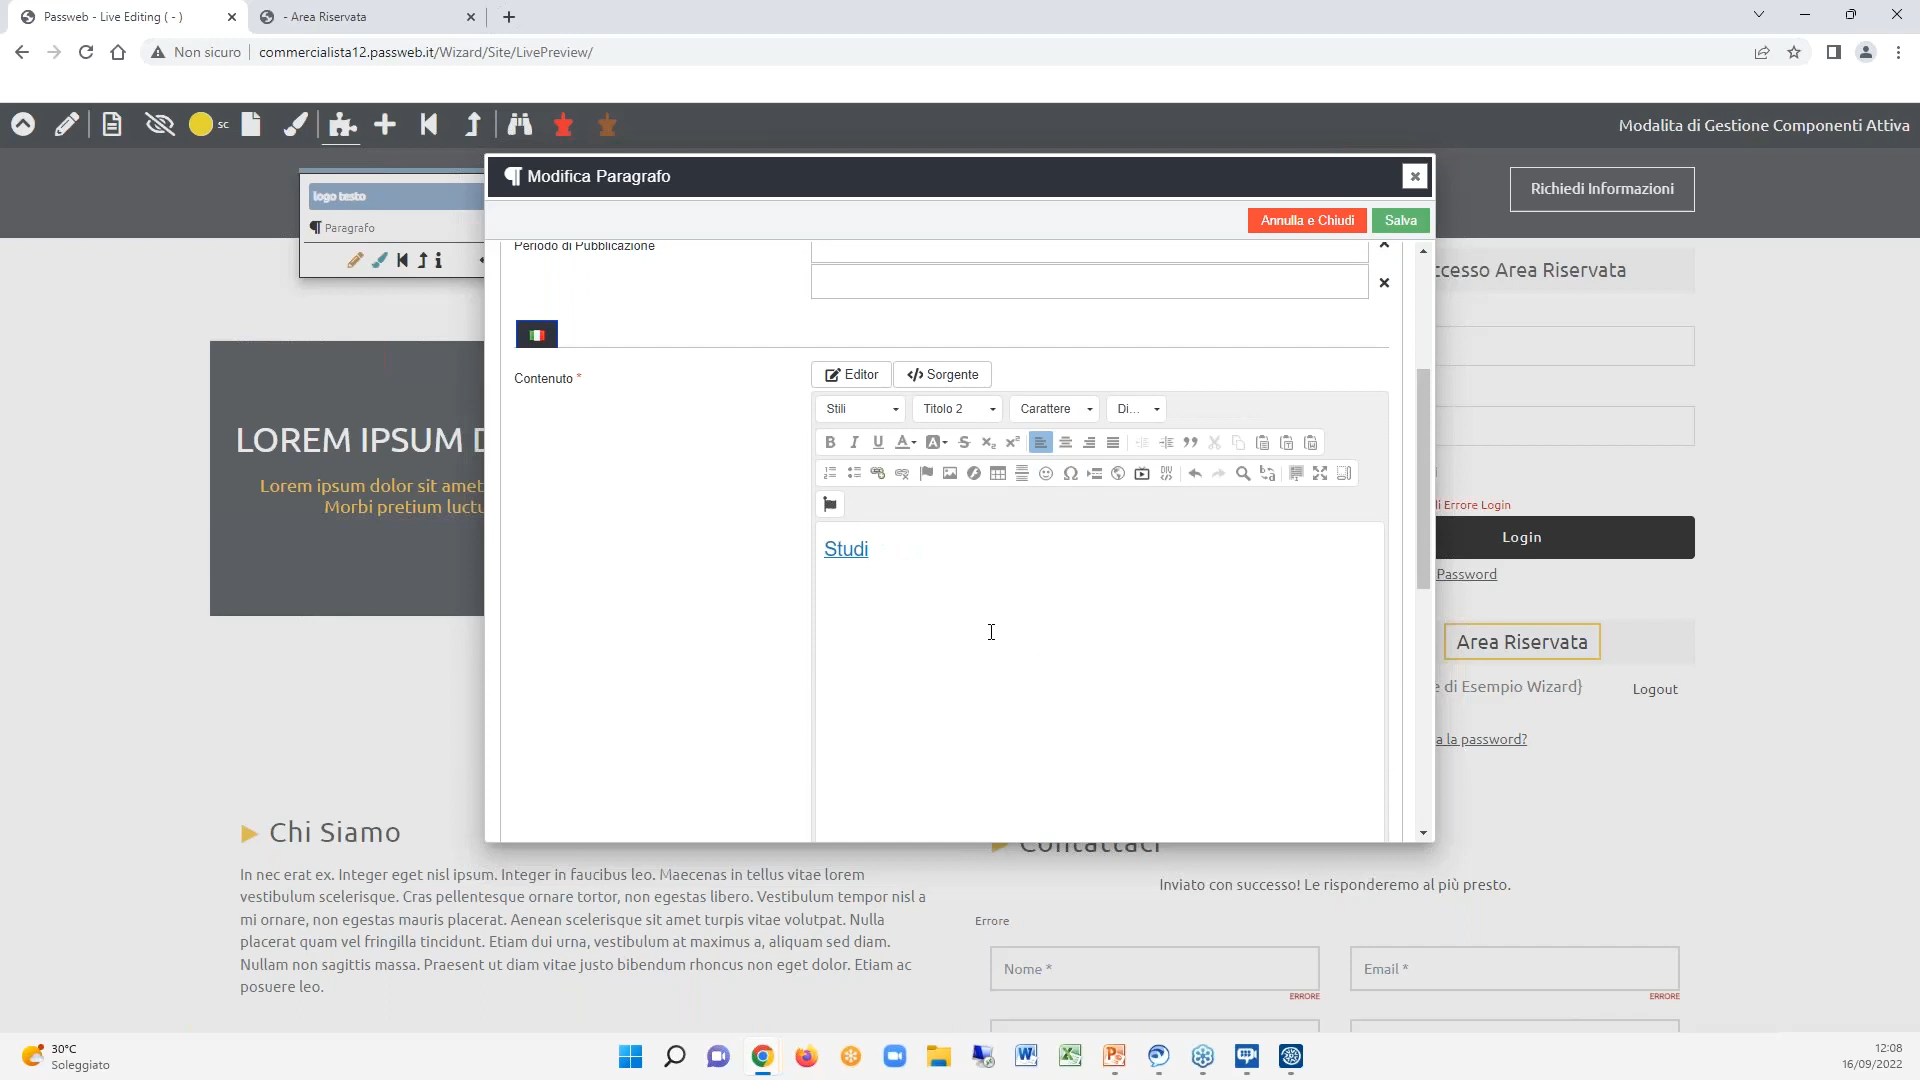 Passweb - Live Editing ( - )
- Area Riservata
Non sicuro
commercialista12.passweb.it/Wizard/Site/LivePreview/
sc
Modalita di Gestione Componenti Attiva
Modifica Paragrafo
Richiedi Informazioni
logo testo
Annulla e Chiudi
Salva
Paragrafo
Periodo di Pubblicazione
ccesso Area Riservata
Contenuto *
Editor
Sorgente
Stili
Titolo 2
Carattere
Di...
LOREM IPSUM D
Lorem ipsum dolor sit amet
Morbi pretium luctu
di Errore Login
Login
Studi
Password
Area Riservata
e di Esempio Wizard}
Logout
a la password?
Chi Siamo
Contattaci
In nec erat ex. Integer eget nisl ipsum. Integer in faucibus leo. Maecenas in tellus vitae lorem
vestibulum scelerisque. Cras pellentesque ornare tortor, non egestas libero. Vestibulum tempor nisl a
mi ornare, non egestas mauris placerat. Aenean scelerisque sit amet turpis vitae volutpat. Nulla
placerat quam vel fringilla tincidunt. Etiam dui urna, vestibulum at maximus a, aliquam sed diam.
Nullam non sagittis massa. Praesent ut diam vitae justo bibendum rhoncus non eget dolor. Etiam ac
posuere leo.
Inviato con successo! Le risponderemo al più presto.
Errore
Nome *
Email *
ERRORE
ERRORE
30°C
Soleggiato
12:08
16/09/2022